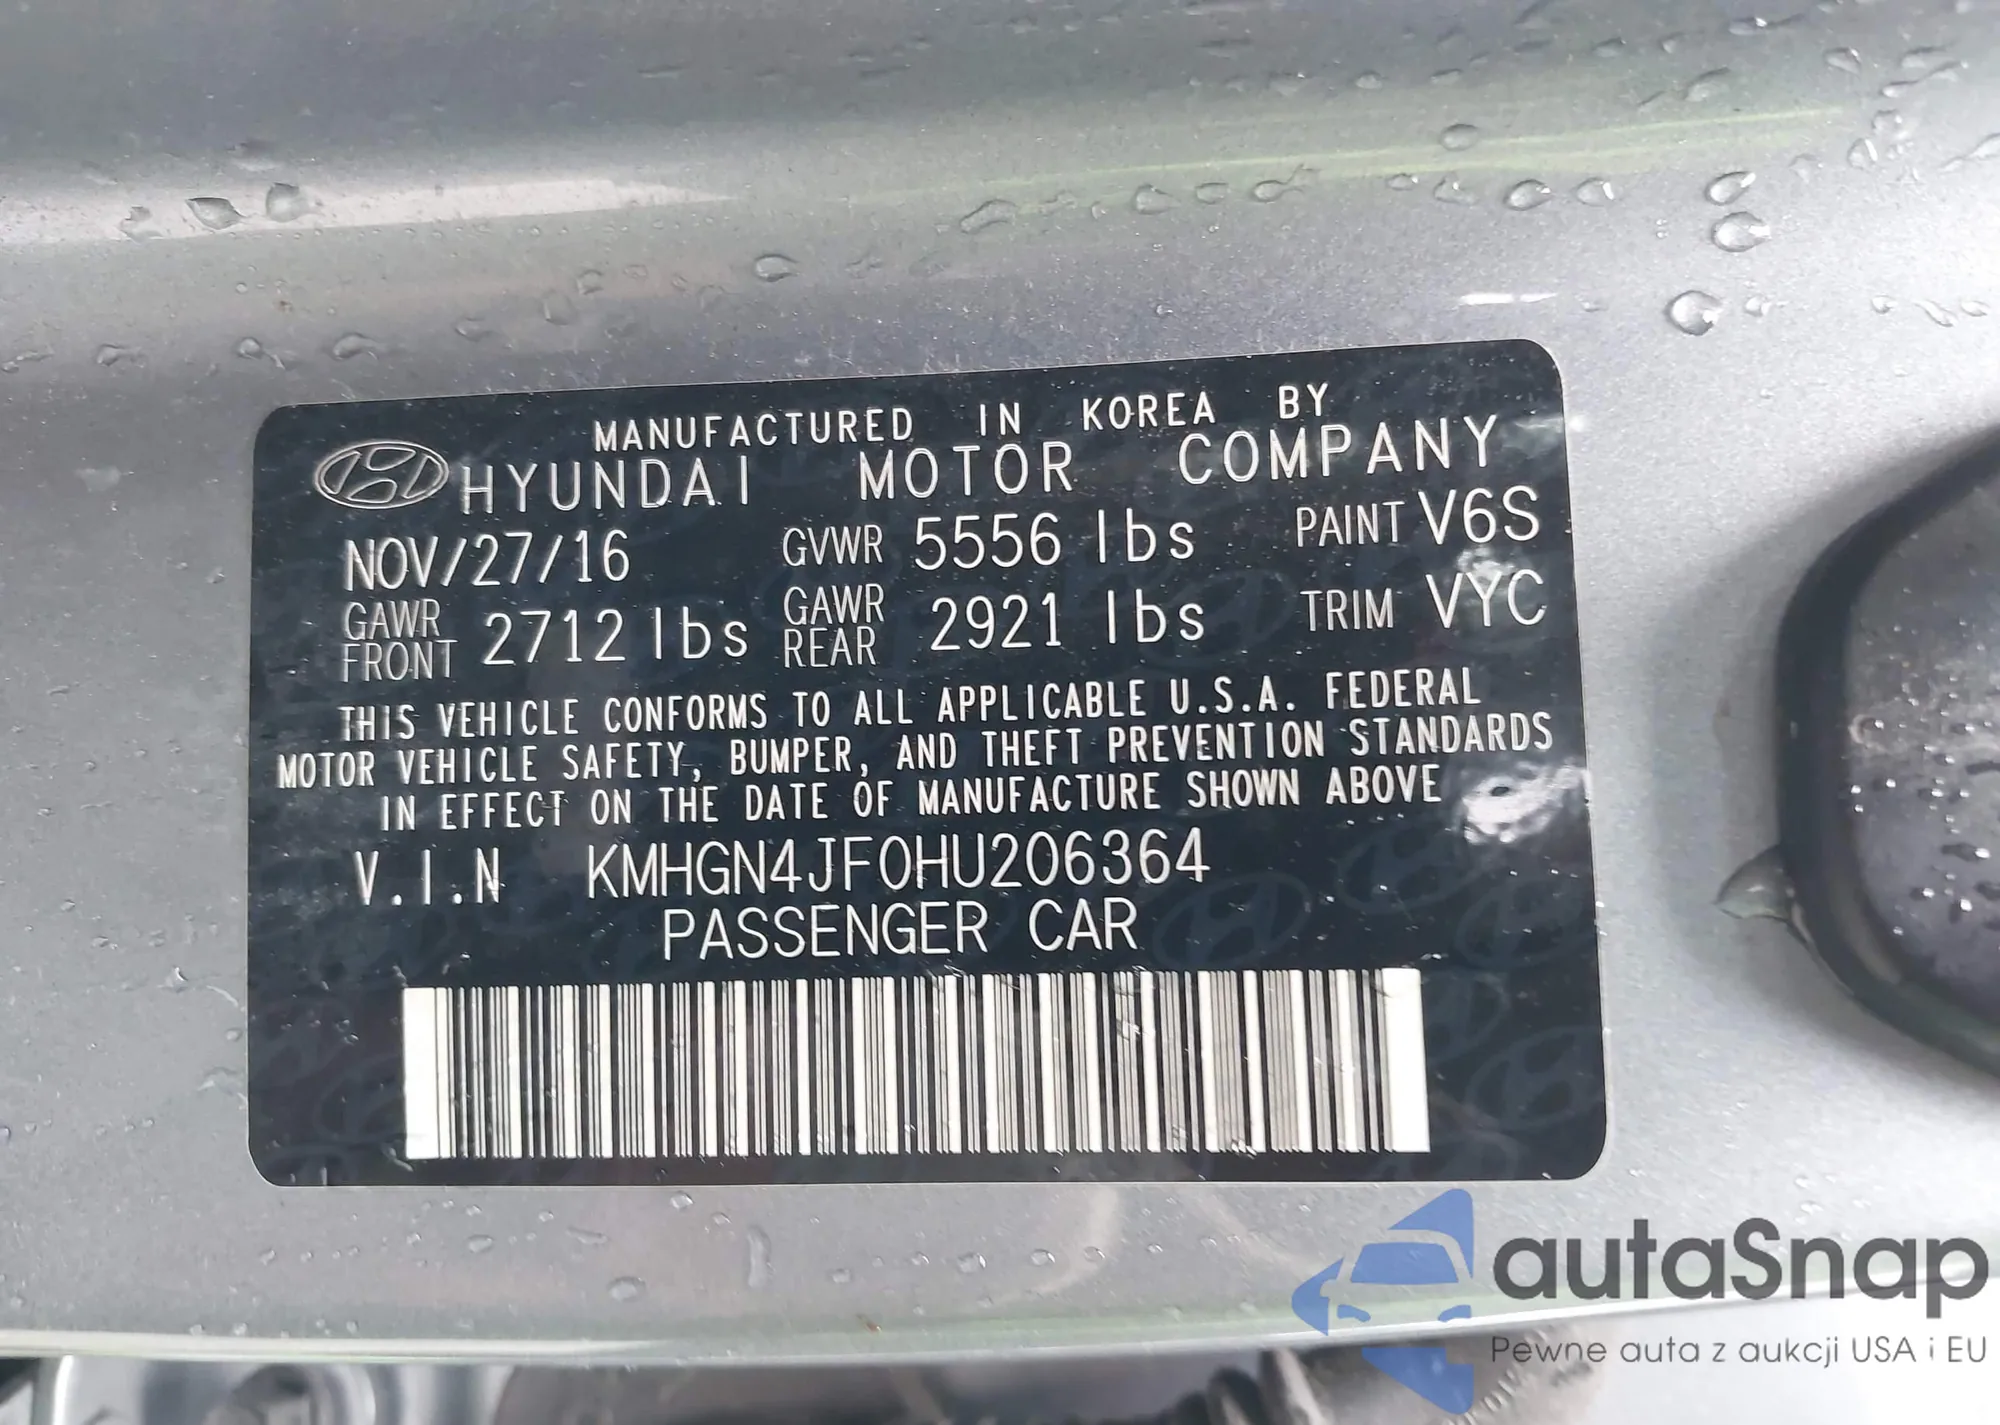 MANUFACTURED IN KOREA BY
HYUNDAI MOTOR COMPANY
NOV/27/16 GVWR 5556 lbs PAINT V6S
GAWR FRONT 2712 lbs GAWR REAR 2921 lbs TRIM VYC
THIS VEHICLE CONFORMS TO ALL APPLICABLE U.S.A. FEDERAL
MOTOR VEHICLE SAFETY, BUMPER, AND THEFT PREVENTION STANDARDS
IN EFFECT ON THE DATE OF MANUFACTURE SHOWN ABOVE
V.I.N KMHGN4JF0HU206364
PASSENGER CAR
autaSnap
Pewne auta z aukcji USA i EU